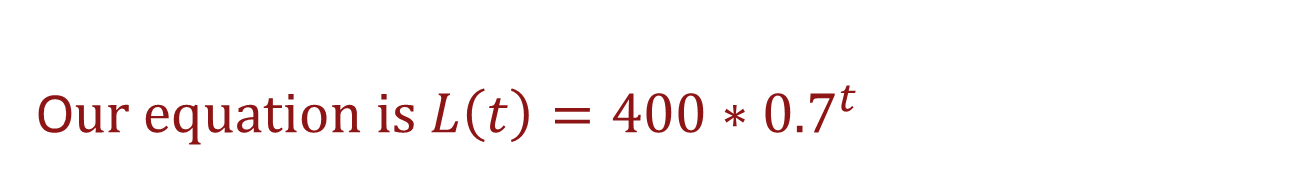 Our equation is L(t) = 400 * 0.7^t